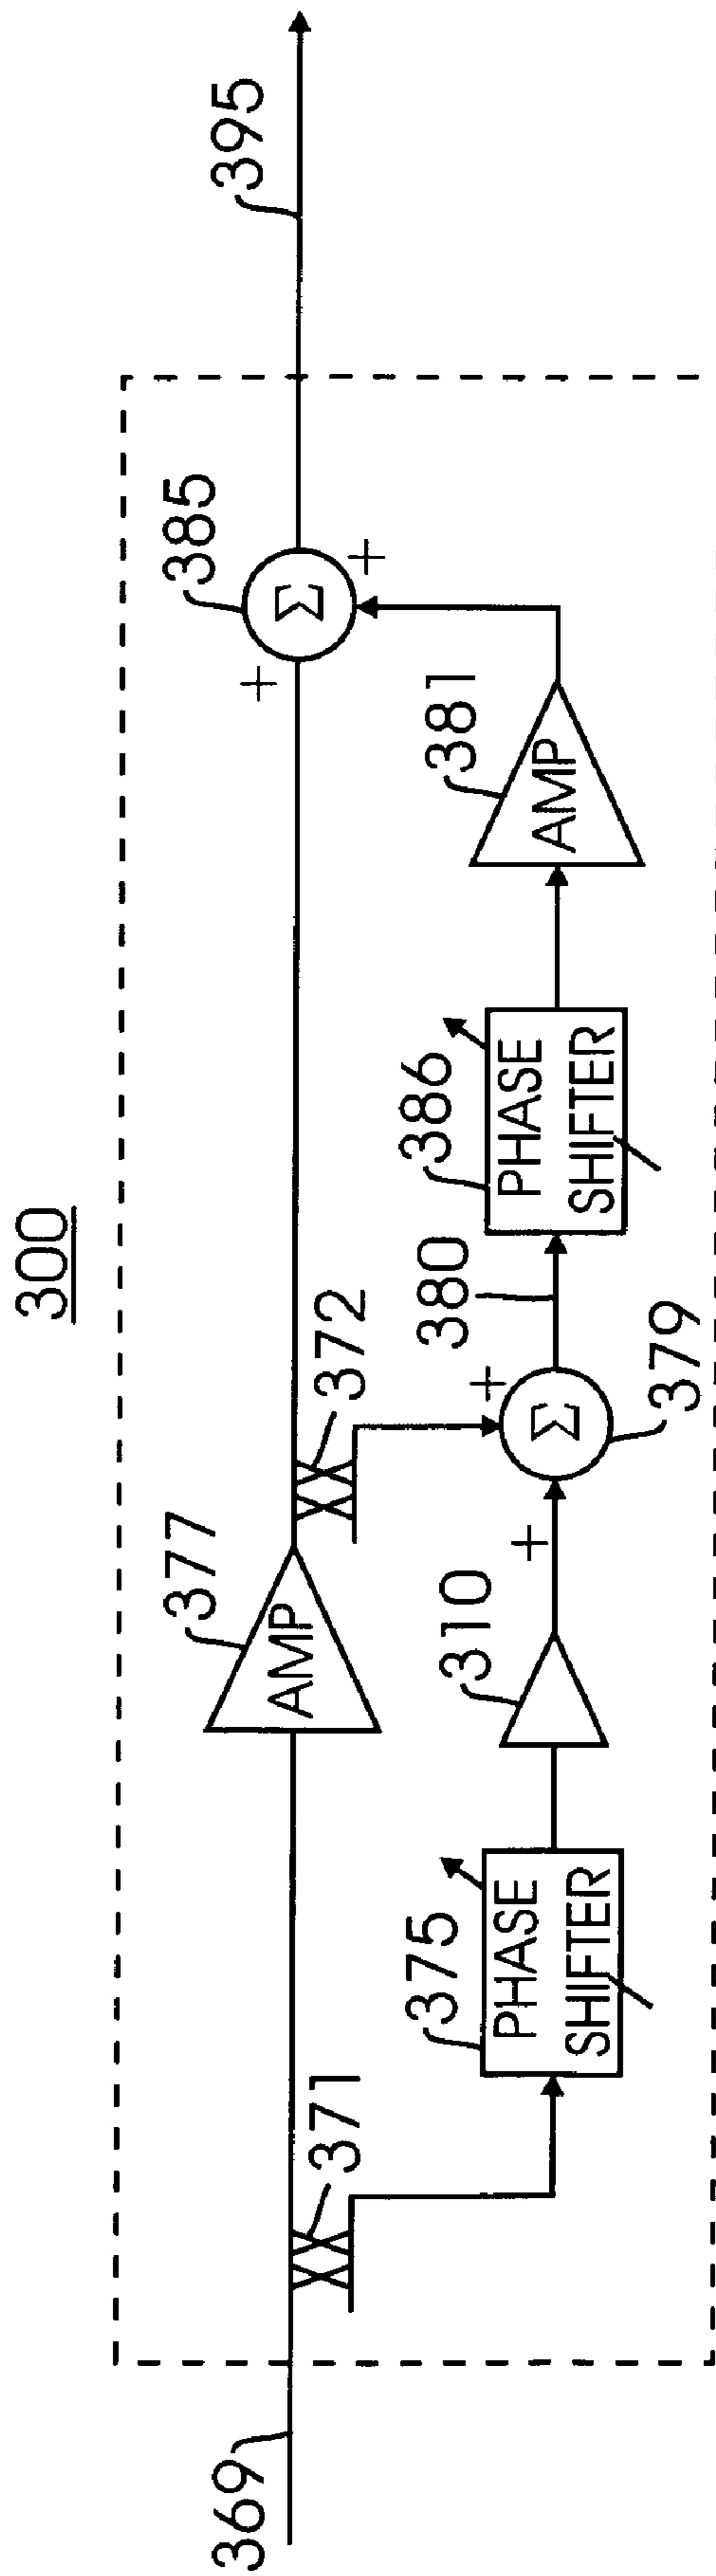 300
369
371
375
PHASE
SHIFTER
310
377
AMP
372
+
+
Σ
379
380
386
PHASE
SHIFTER
381
AMP
385
+
+
Σ
395